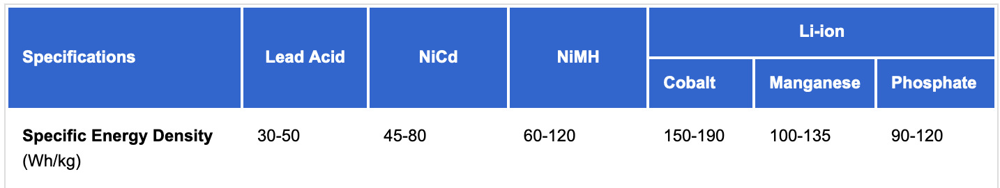 Specifications
Lead Acid
NiCd
NiMH
Li-ion
Cobalt
Manganese
Phosphate
Specific Energy Density
(Wh/kg)
30-50
45-80
60-120
150-190
100-135
90-120